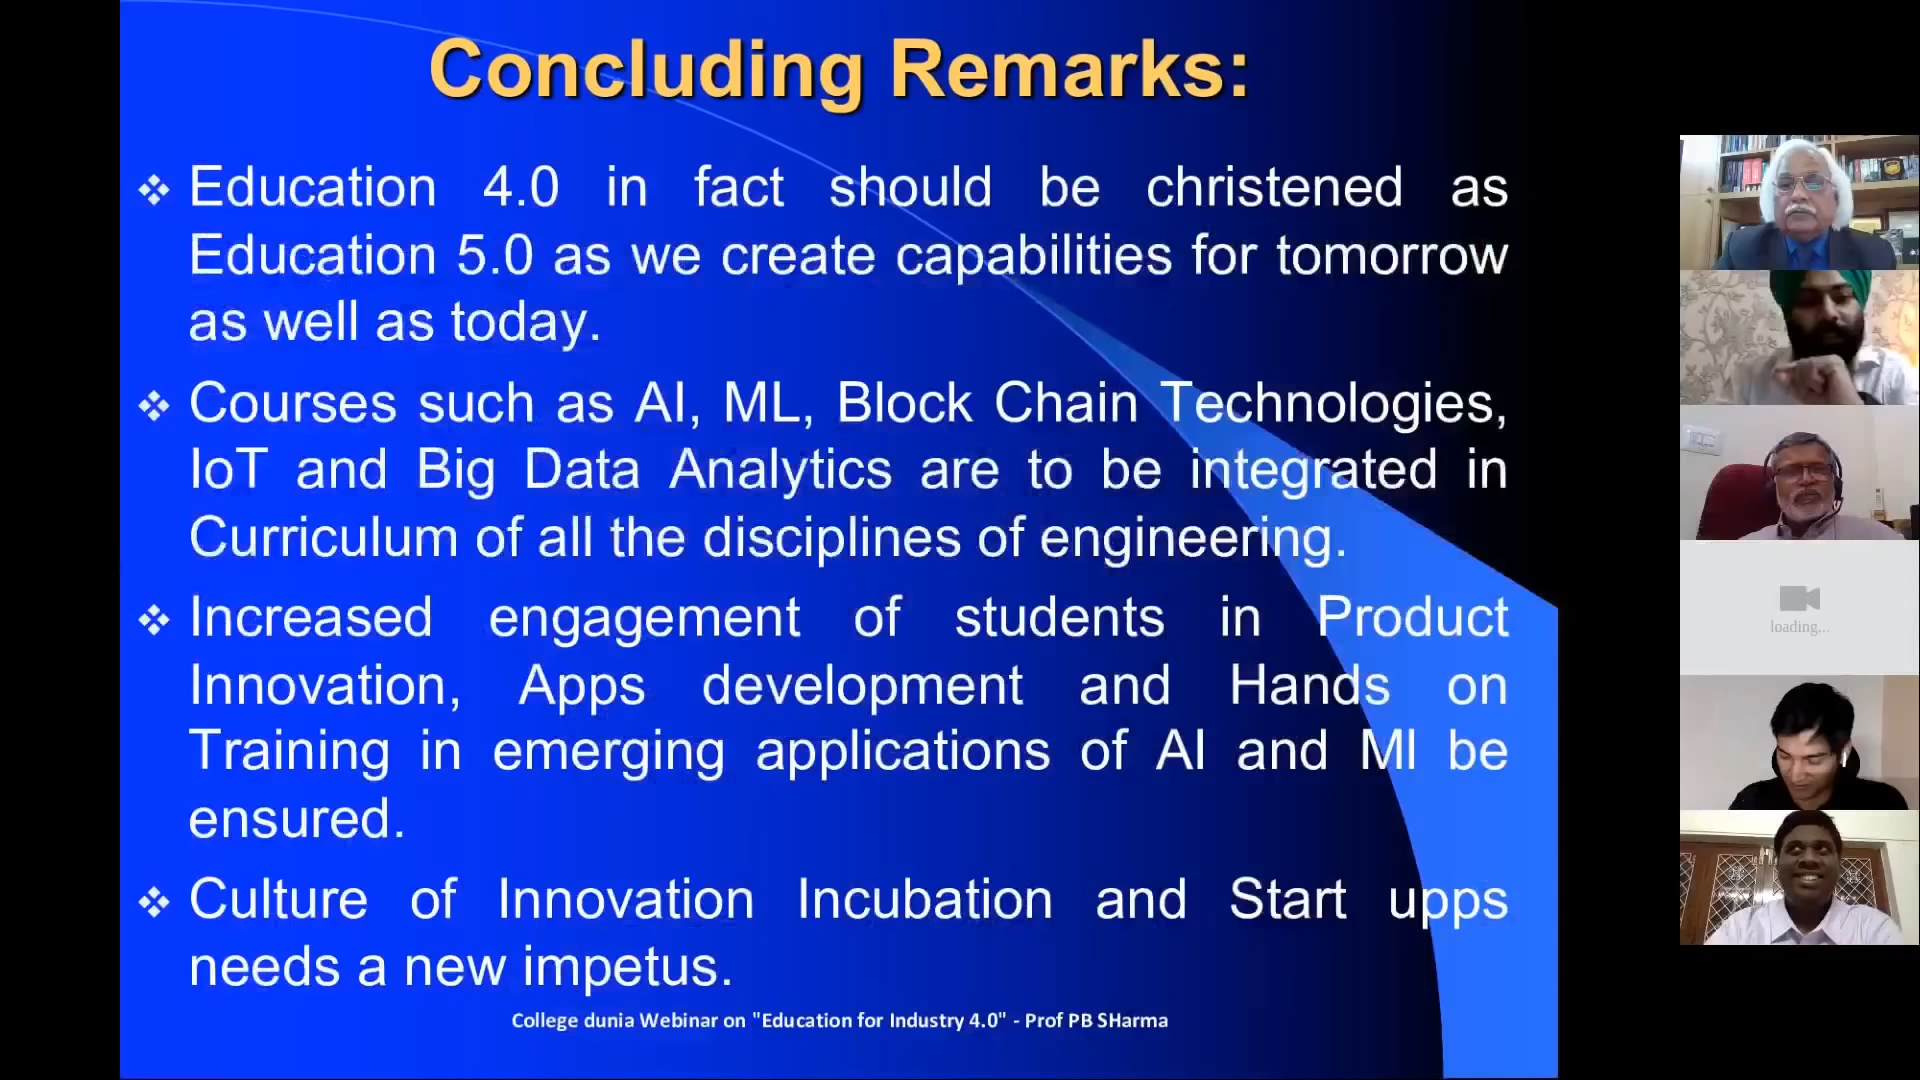 Concluding Remarks:
❖ Education 4.0 in fact should be christened as
Education 5.0 as we create capabilities for tomorrow
as well as today.
❖ Courses such as AI, ML, Block Chain Technologies,
IoT and Big Data Analytics are to be integrated in
Curriculum of all the disciplines of engineering.
❖ Increased engagement of students in Product
Innovation, Apps development and Hands on
Training in emerging applications of AI and Ml be
ensured.
❖ Culture of Innovation Incubation and Start upps
needs a new impetus.
College dunia Webinar on "Education for Industry 4.0" - Prof PB SHarma
loading...